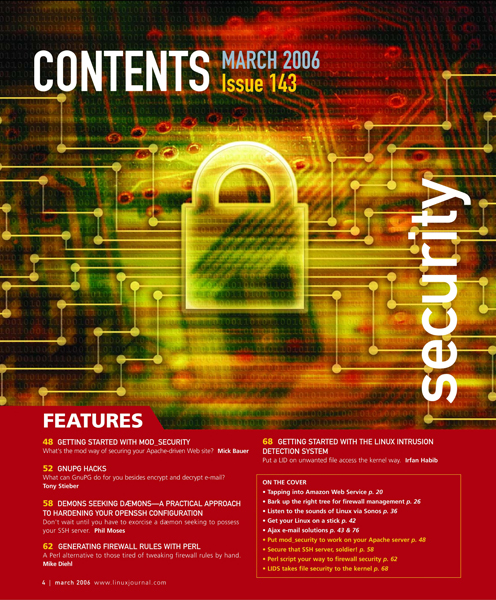 CONTENTS
MARCH 2006
Issue 143
security
FEATURES
48 GETTING STARTED WITH MOD_SECURITY
What's the mod way of securing your Apache-driven Web site? Mick Bauer
52 GNUPG HACKS
What can GnuPG do for you besides encrypt and decrypt e-mail?
Tony Stieber
58 DEMONS SEEKING DÆMONS—A PRACTICAL APPROACH
TO HARDENING YOUR OPENSSH CONFIGURATION
Don't wait until you have to exorcise a dæmon seeking to possess
your SSH server. Phil Moses
62 GENERATING FIREWALL RULES WITH PERL
A Perl alternative to those tired of tweaking firewall rules by hand.
Mike Diehl
68 GETTING STARTED WITH THE LINUX INTRUSION
DETECTION SYSTEM
Put a LID on unwanted file access the kernel way. Irfan Habib
ON THE COVER
• Tapping into Amazon Web Service p. 20
• Bark up the right tree for firewall management p. 26
• Listen to the sounds of Linux via Sonos p. 36
• Get your Linux on a stick p. 42
• Ajax e-mail solutions p. 43 & 76
• Put mod_security to work on your Apache server p. 48
• Secure that SSH server, soldier! p. 58
• Perl script your way to firewall security p. 62
• LIDS takes file security to the kernel p. 68
4 | march 2006 www.linuxjournal.com